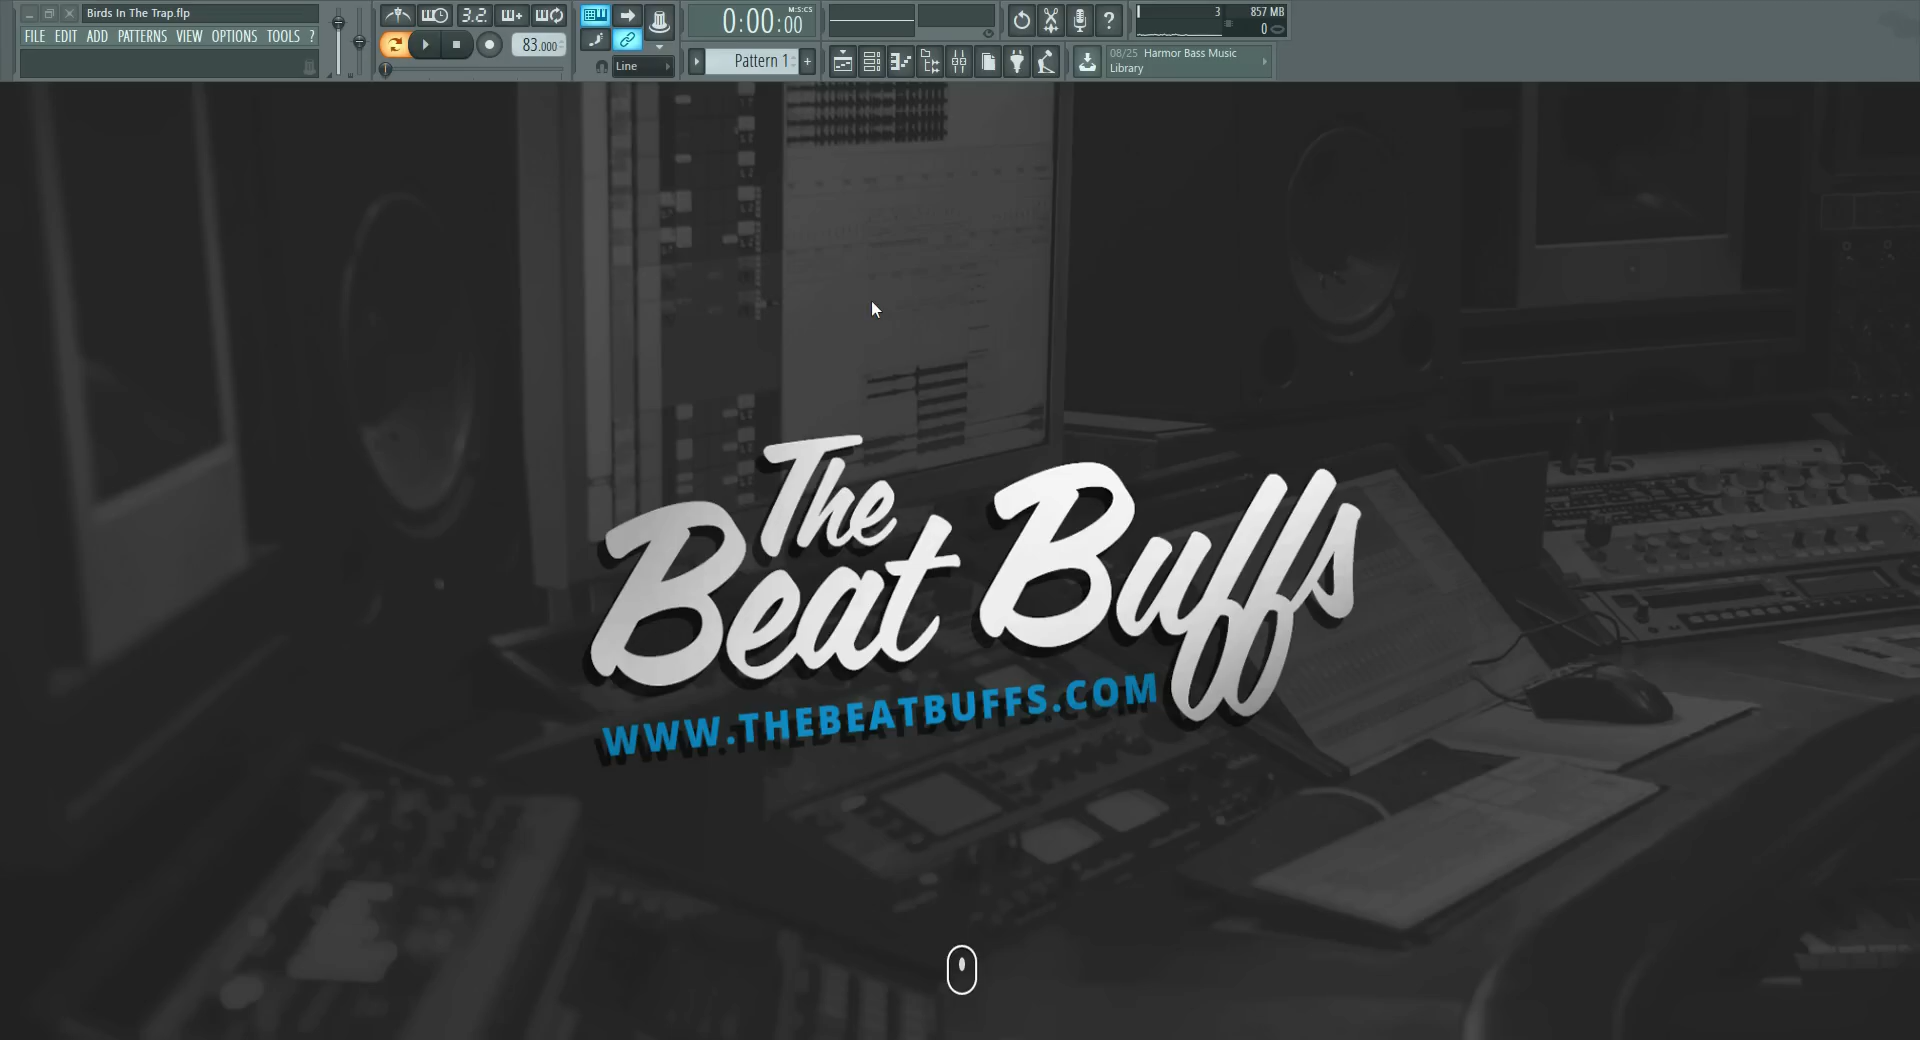 Birds In The Trap.flp
FILE EDIT ADD PATTERNS VIEW OPTIONS TOOLS ?
3.2.
83.000
Line
M:S:CS
0:00:00
Pattern 1
+
?
3
857 MB
0
08/25 Harmor Bass Music
Library
The
Beat Buffs
WWW.THEBEATBUFFS.COM